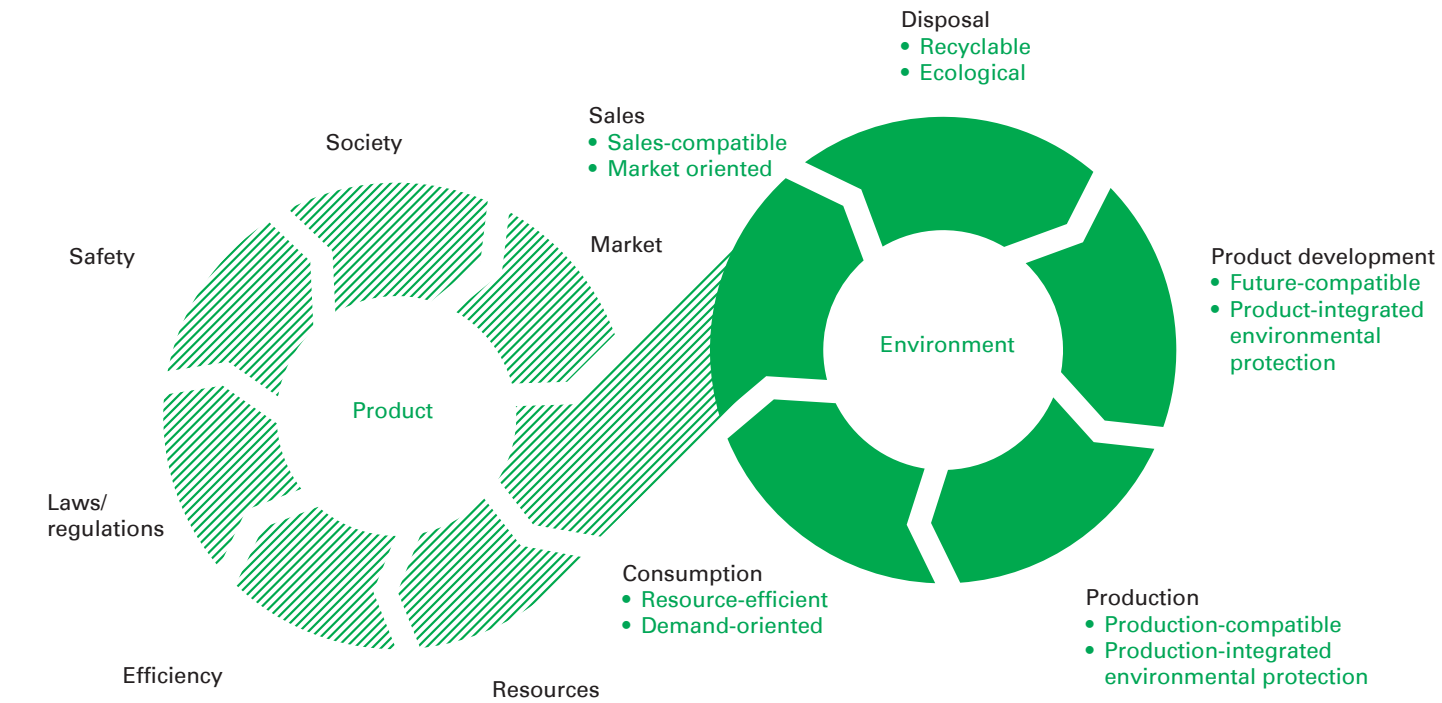 Disposal
• Recyclable
• Ecological
Sales
• Sales-compatible
• Market oriented
Society
Market
Safety
Product development
• Future-compatible
• Product-integrated
environmental
protection
Environment
Product
Laws/
regulations
Consumption
• Resource-efficient
• Demand-oriented
Production
• Production-compatible
• Production-integrated
environmental protection
Efficiency
Resources